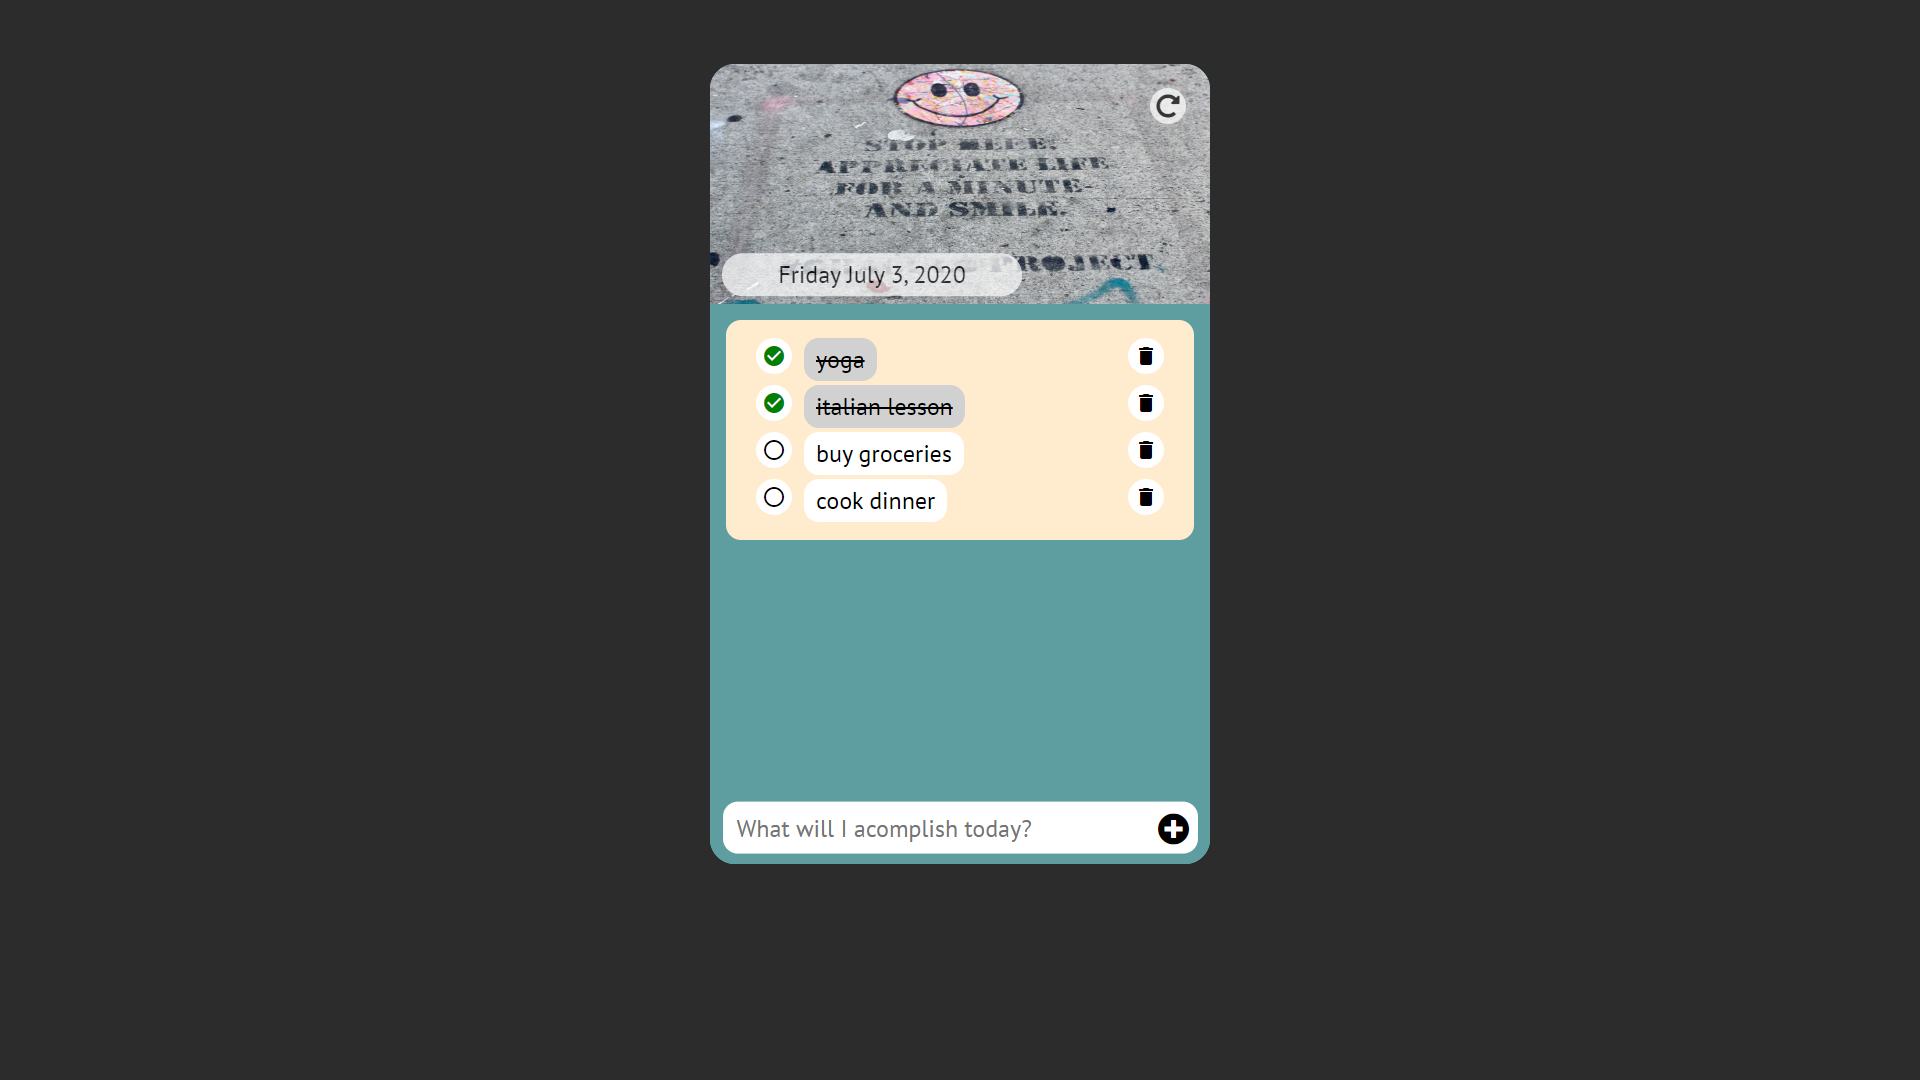 STOP HERE.
APPRECIATE LIFE
FOR A MINUTE-
AND SMILE.
PROJECT
Friday July 3, 2020
yoga
italian lesson
buy groceries
cook dinner
What will I acomplish today?